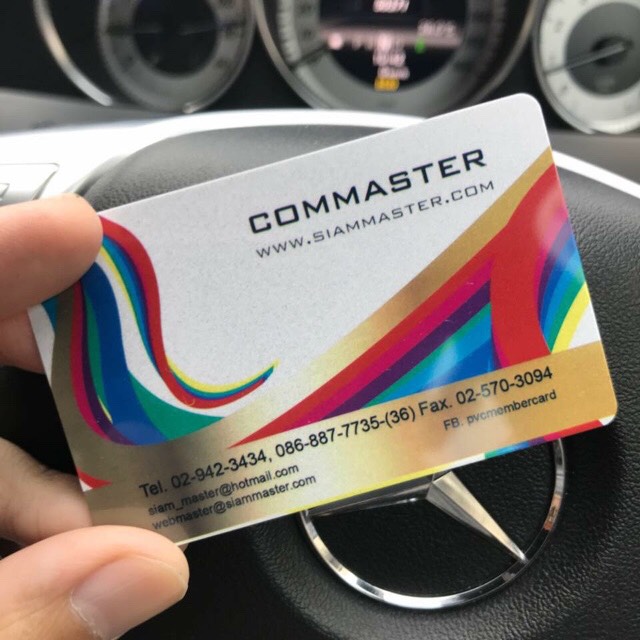 COMMASTER
WWW.SIAMMASTER.COM
Tel. 02-942-3434, 086-887-7735-(36) Fax. 02-570-3094
FB. pvcmembercard
siam_master@hotmail.com
webmaster@siammaster.com